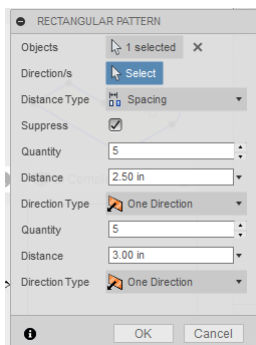 RECTANGULAR PATTERN
Objects 1 selected
Direction/s Select
Distance Type Spacing
Suppress
Quantity 5
Distance 2.50 in
Direction Type One Direction
Quantity 5
Distance 3.00 in
Direction Type One Direction
OK Cancel